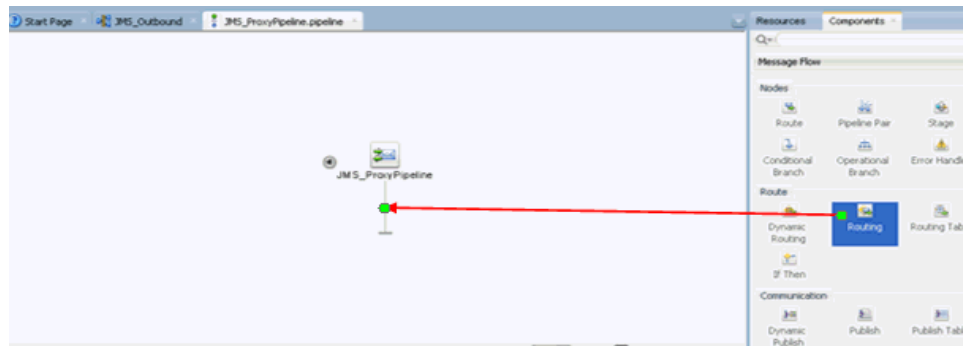 Start Page JMS_Outbound JMS_ProxyPipeline.pipeline
JMS_ProxyPipeline
Resources Components
Message Flow
Nodes
Route Pipeline Pair Stage
Conditional Branch Operational Branch Error Handl
Route
Dynamic Routing Routing Routing Tab
If Then
Communication
Dynamic Publish Publish Publish Tabl